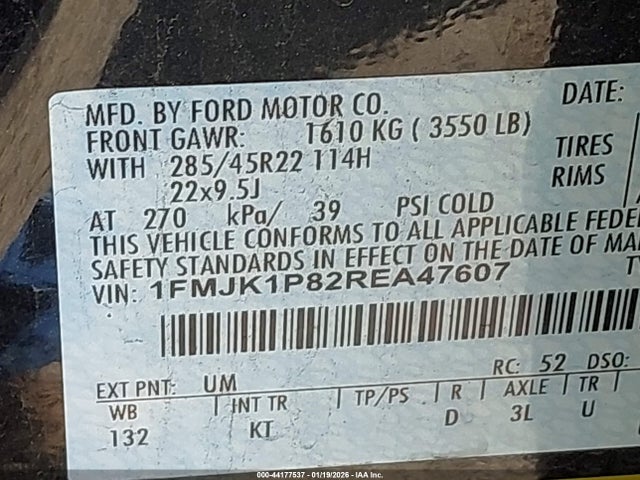 MFD. BY FORD MOTOR CO.
DATE:
FRONT GAWR: 1610 KG ( 3550 LB)
WITH 285/45R22 114H
TIRES
22x9.5J
RIMS
AT 270 kPa/ 39 PSI COLD
THIS VEHICLE CONFORMS TO ALL APPLICABLE FEDE
SAFETY STANDARDS IN EFFECT ON THE DATE OF MA
VIN: 1FMJK1P82REA47607
RC: 52 DSO:
EXT PNT: UM
WB | INT TR | TP/PS | R | AXLE | TR
132 KT D 3L U
000-44177537 - 01/19/2026 - IAA Inc.